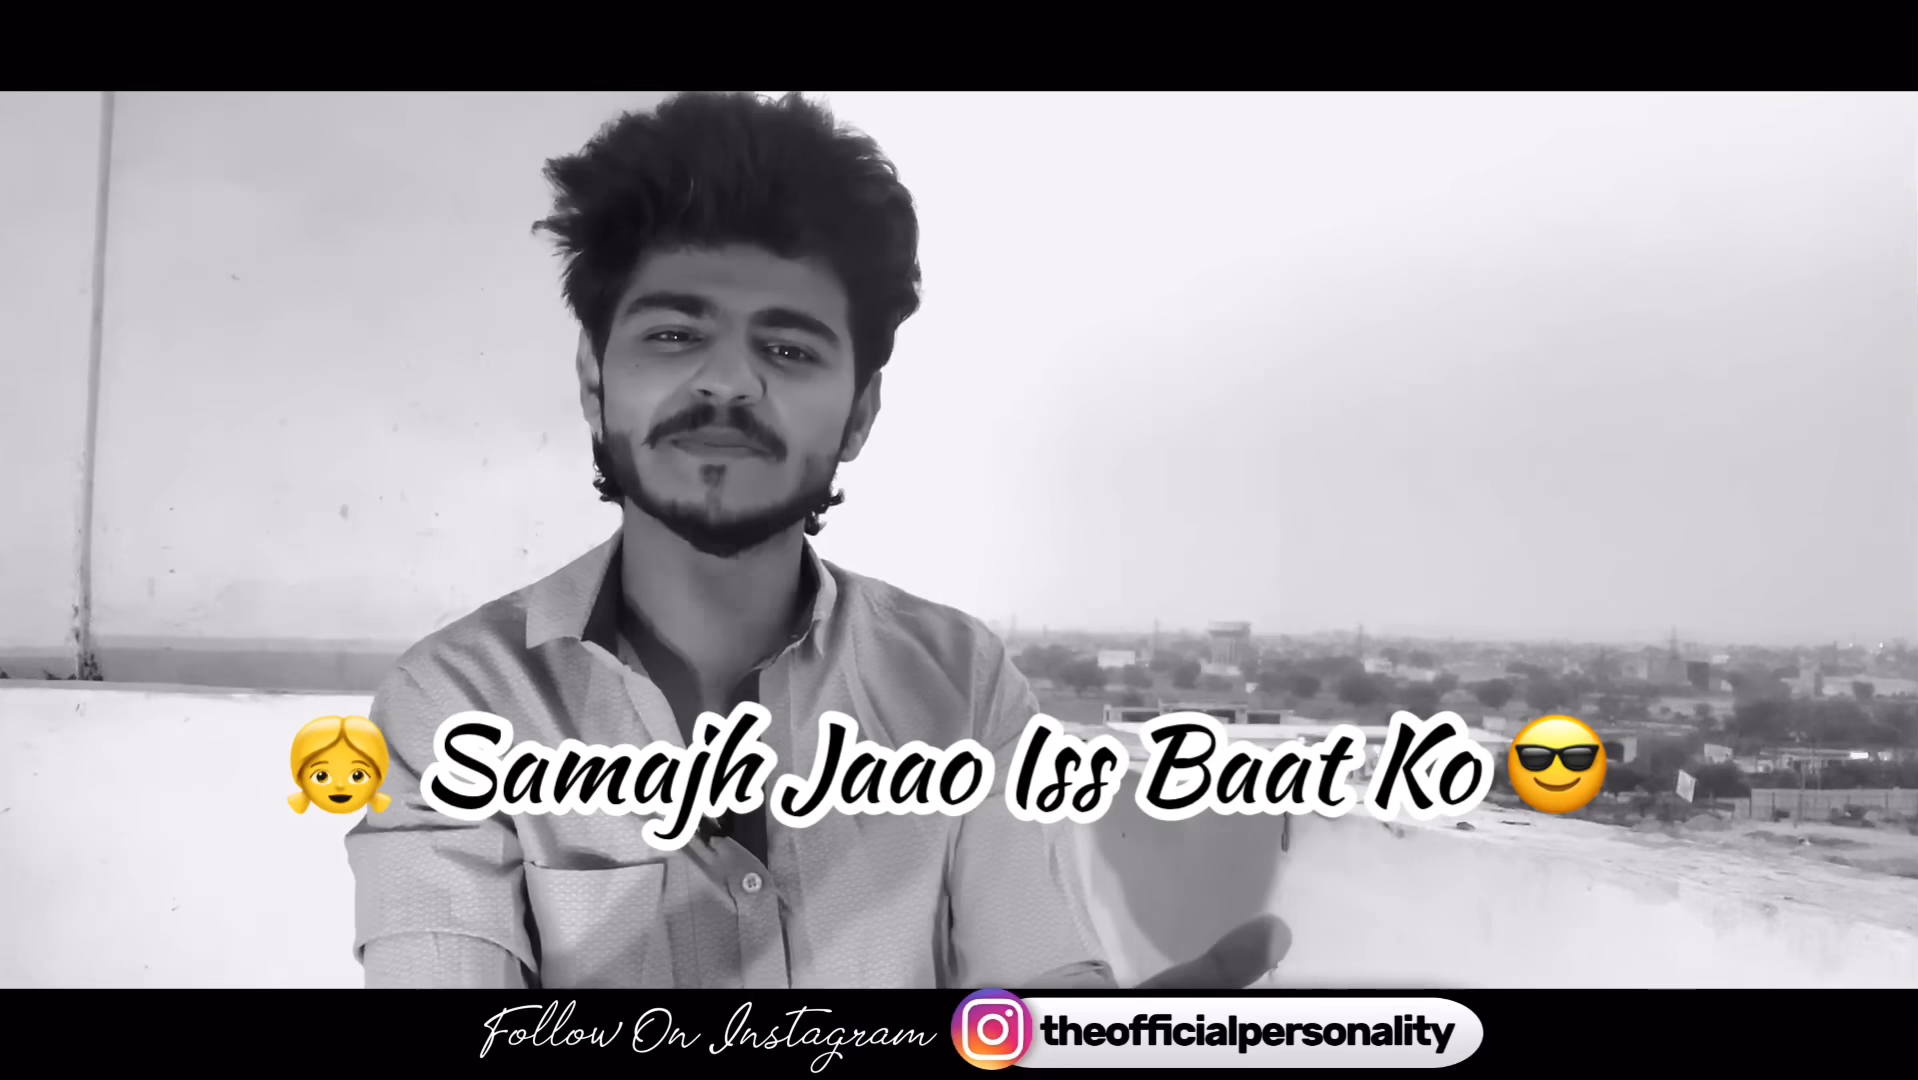 👧 Samajh Jaao Iss Baat Ko 😎
Follow On Instagram theofficialpersonality